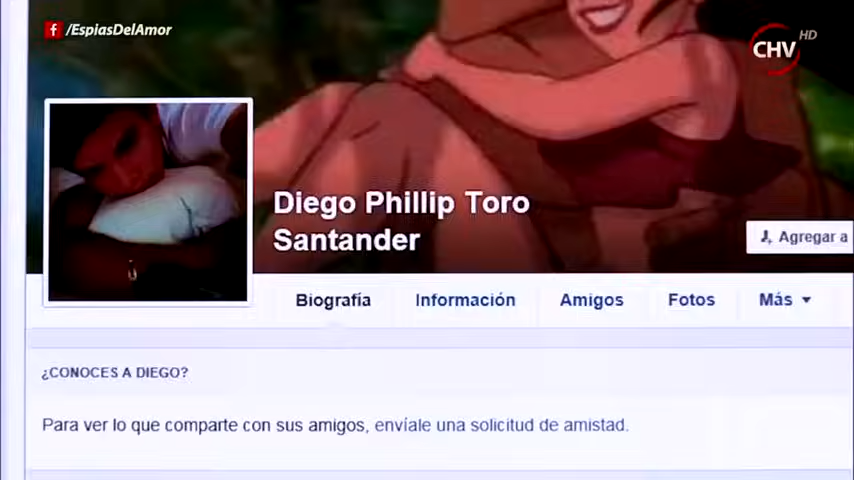 f /EspiasDelAmor
CHV HD
Diego Phillip Toro
Santander
Agregar a
Biografía Información Amigos Fotos Más
¿CONOCES A DIEGO?
Para ver lo que comparte con sus amigos, envíale una solicitud de amistad.